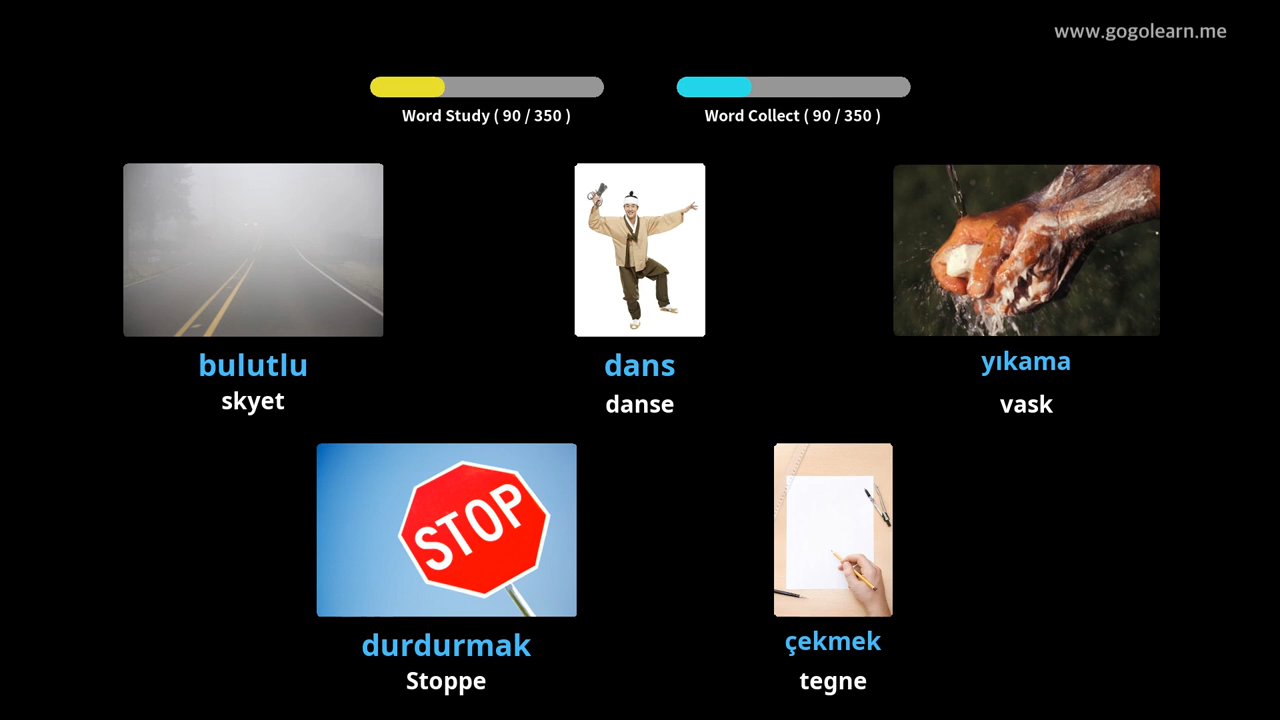 www.gogolearn.me
Word Study ( 90 / 350 )
Word Collect ( 90 / 350 )
bulutlu
skyet
dans
danse
yıkama
vask
STOP
durdurmak
Stoppe
çekmek
tegne